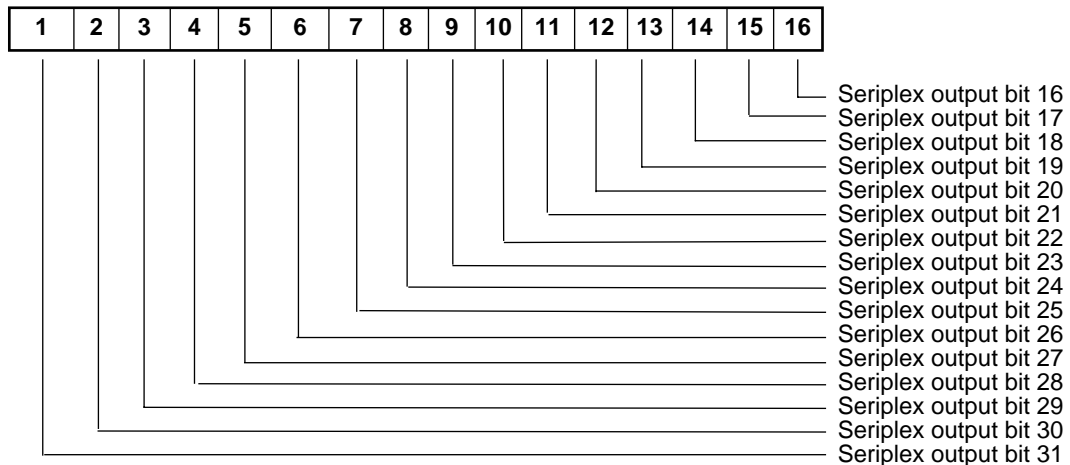 1 2 3 4 5 6 7 8 9 10 11 12 13 14 15 16
Seriplex output bit 16
Seriplex output bit 17
Seriplex output bit 18
Seriplex output bit 19
Seriplex output bit 20
Seriplex output bit 21
Seriplex output bit 22
Seriplex output bit 23
Seriplex output bit 24
Seriplex output bit 25
Seriplex output bit 26
Seriplex output bit 27
Seriplex output bit 28
Seriplex output bit 29
Seriplex output bit 30
Seriplex output bit 31